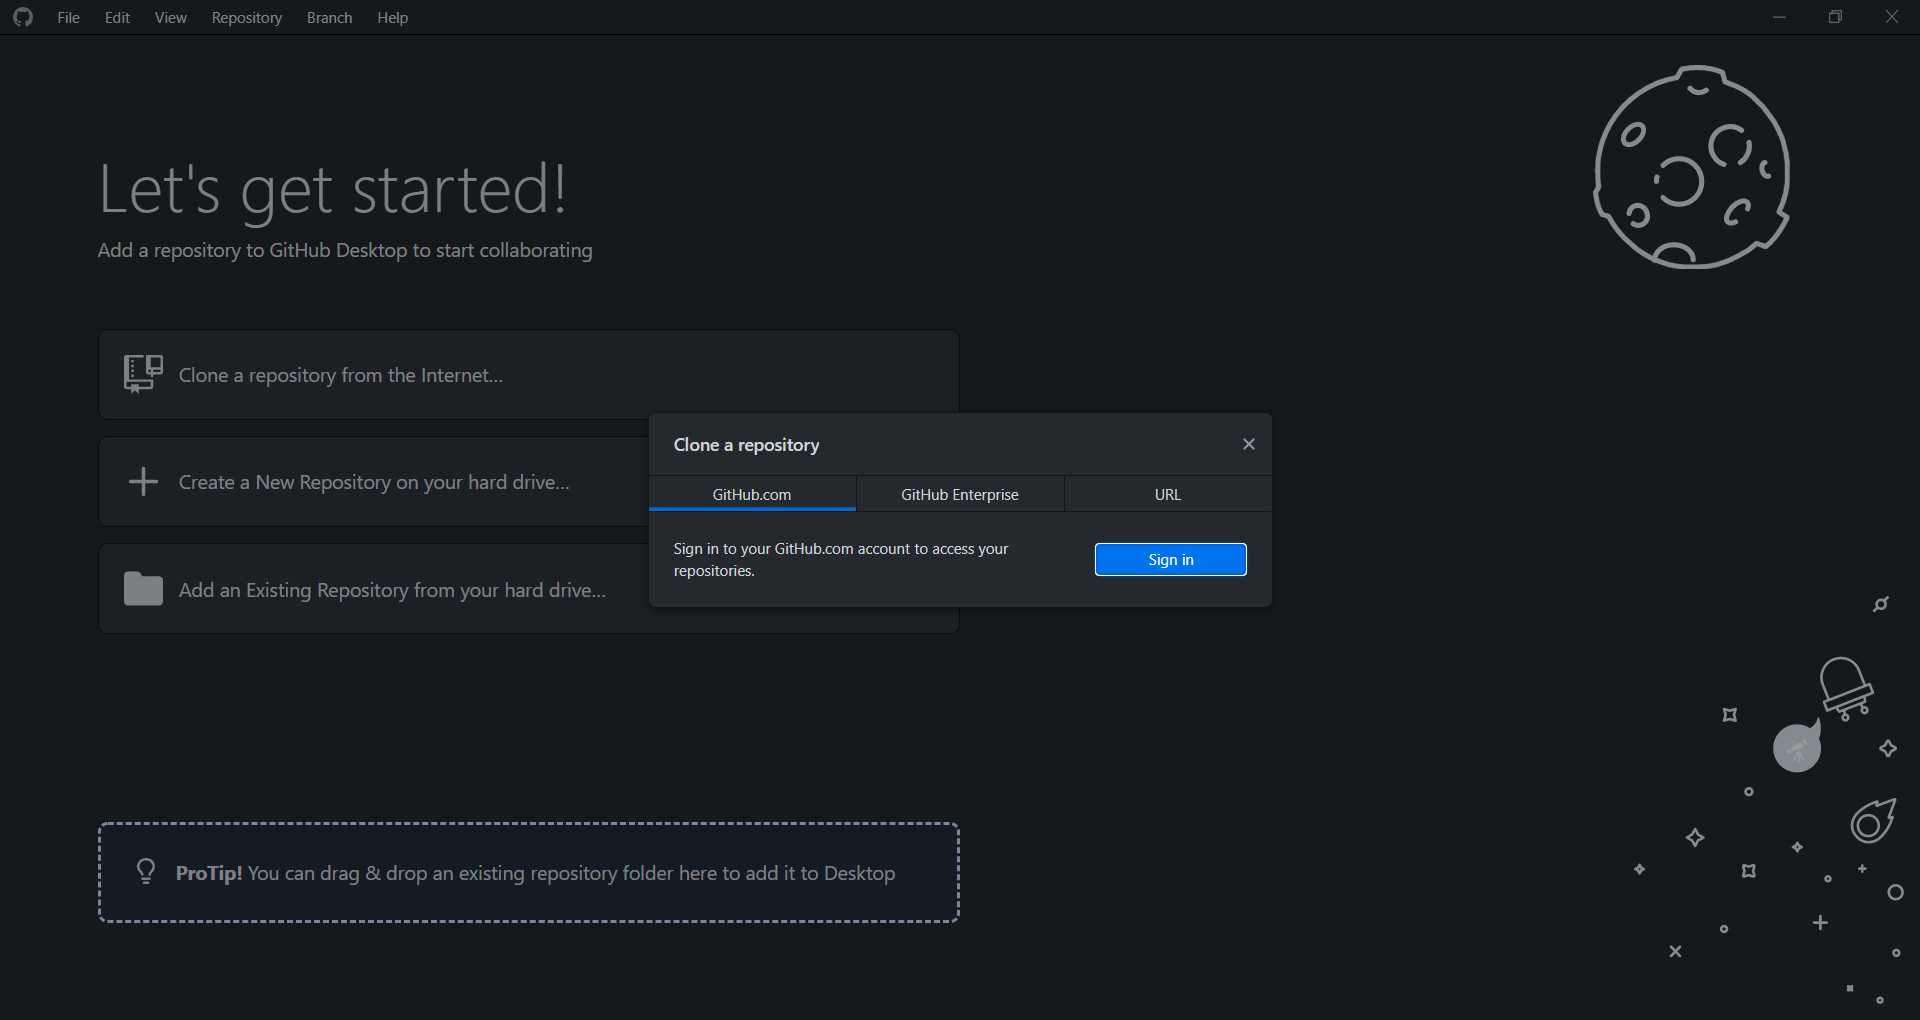 File Edit View Repository Branch Help
Let's get started!
Add a repository to GitHub Desktop to start collaborating
Clone a repository from the Internet...
Create a New Repository on your hard drive...
Add an Existing Repository from your hard drive...
Clone a repository
GitHub.com GitHub Enterprise URL
Sign in to your GitHub.com account to access your
repositories.
Sign in
ProTip! You can drag & drop an existing repository folder here to add it to Desktop